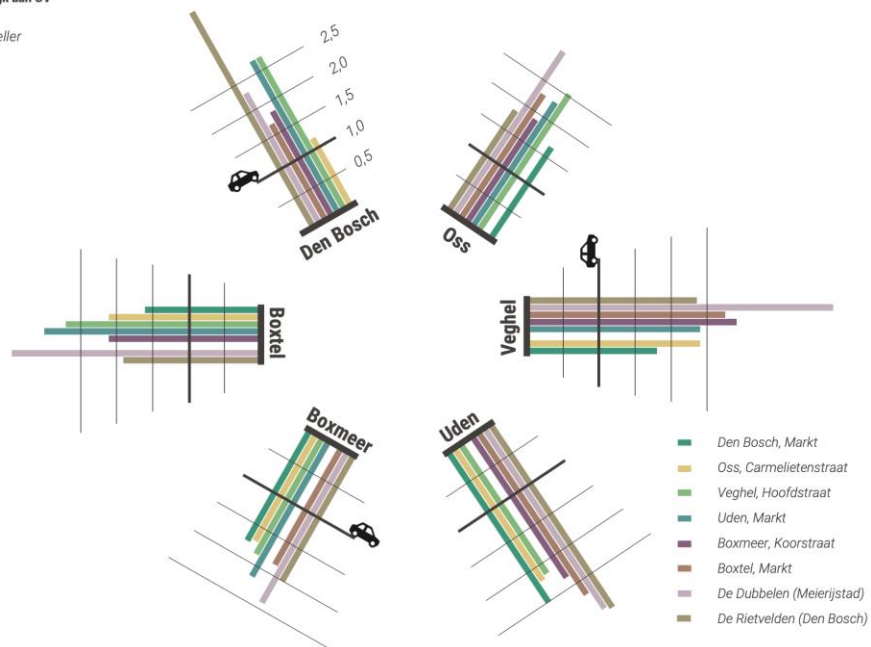 eller
2,5
2,0
1,5
1,0
0,5
Den Bosch
Oss
Boxtel
Veghel
Boxmeer
Uden
Den Bosch, Markt
Oss, Carmelietenstraat
Veghel, Hoofdstraat
Uden, Markt
Boxmeer, Koorstraat
Boxtel, Markt
De Dubbelen (Meierijstad)
De Rietvelden (Den Bosch)